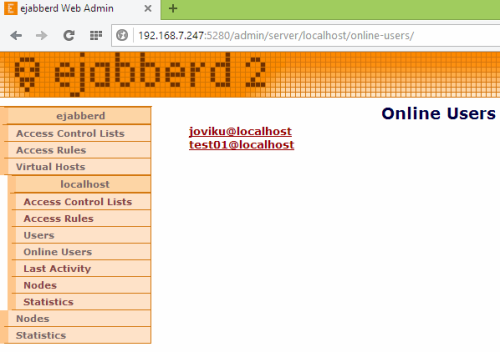 ejabberd Web Admin
192.168.7.247:5280/admin/server/localhost/online-users/
ejabberd 2
ejabberd
Access Control Lists
Access Rules
Virtual Hosts
localhost
Access Control Lists
Access Rules
Users
Online Users
Last Activity
Nodes
Statistics
Nodes
Statistics
Online Users
joviku@localhost
test01@localhost